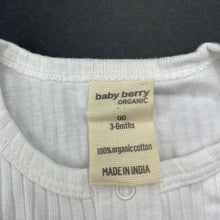 baby berry
ORGANIC
00
3-6mths
100% organic cotton
MADE IN INDIA